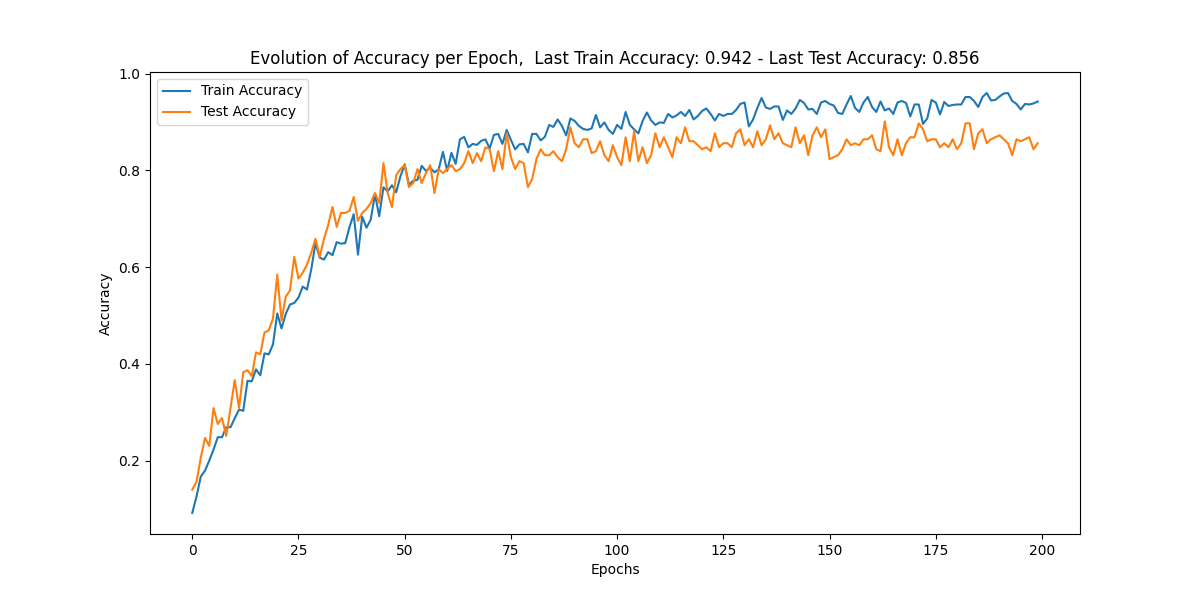 Evolution of Accuracy per Epoch,  Last Train Accuracy: 0.942 - Last Test Accuracy: 0.856
Train Accuracy
Test Accuracy
1.0
0.8
0.6
0.4
0.2
Accuracy
0 25 50 75 100 125 150 175 200
Epochs